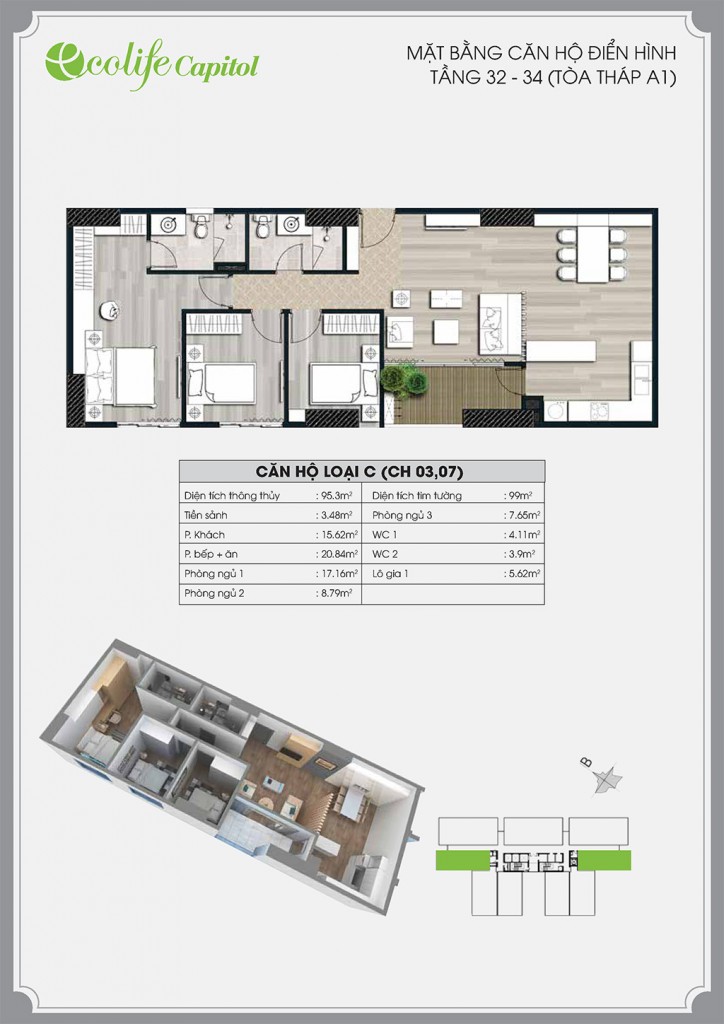 ecolife Capitol
MẶT BẰNG CĂN HỘ ĐIỂN HÌNH
TẦNG 32 - 34 (TÒA THÁP A1)
CĂN HỘ LOẠI C (CH 03,07)
Diện tích thông thủy : 95.3m² Diện tích tim tường : 99m²
Tiền sảnh : 3.48m² Phòng ngủ 3 : 7.65m²
P. Khách : 15.62m² WC 1 : 4.11m²
P. bếp + ăn : 20.84m² WC 2 : 3.9m²
Phòng ngủ 1 : 17.16m² Lô gia 1 : 5.62m²
Phòng ngủ 2 : 8.79m²
B